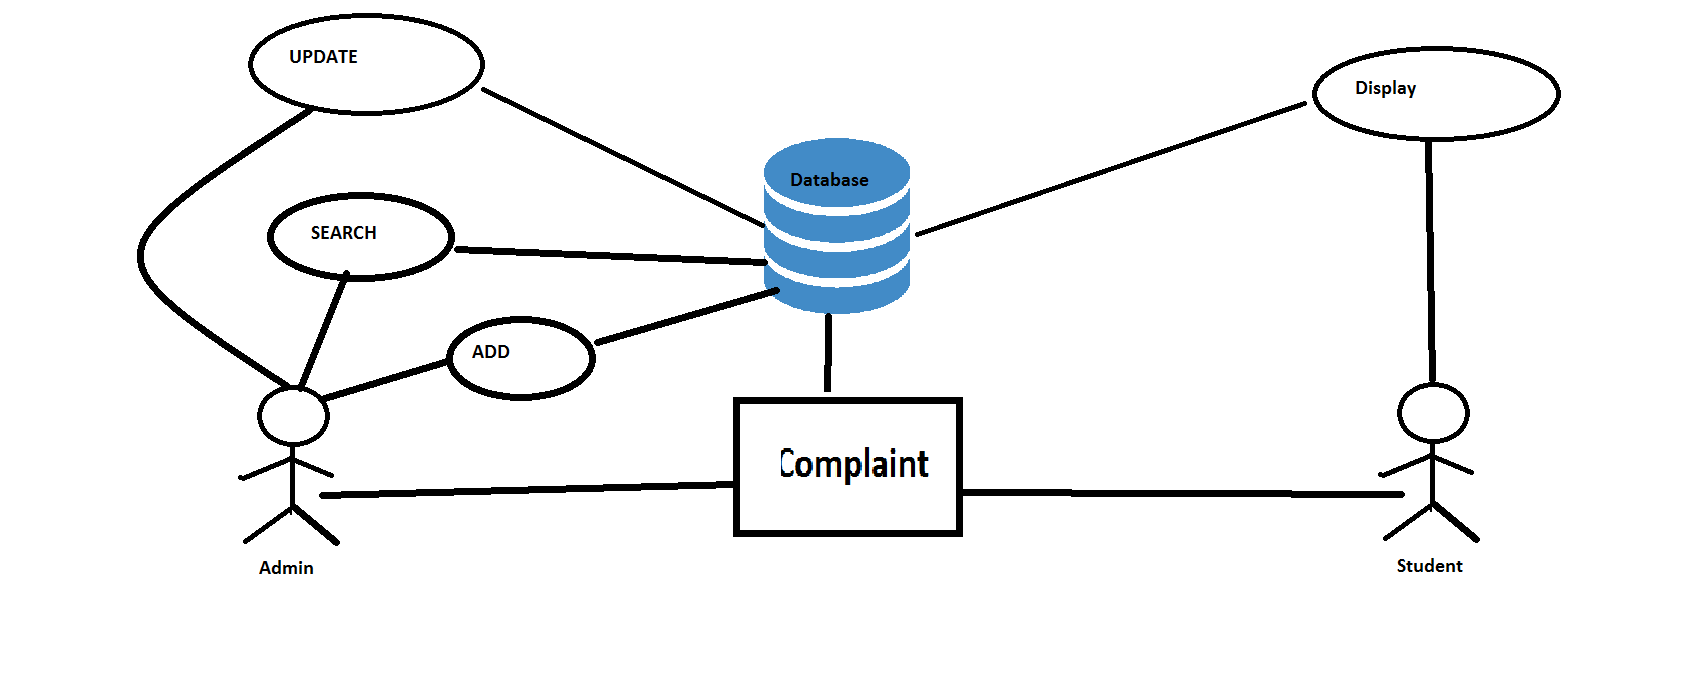 UPDATE
Display
Database
SEARCH
ADD
Complaint
Admin
Student